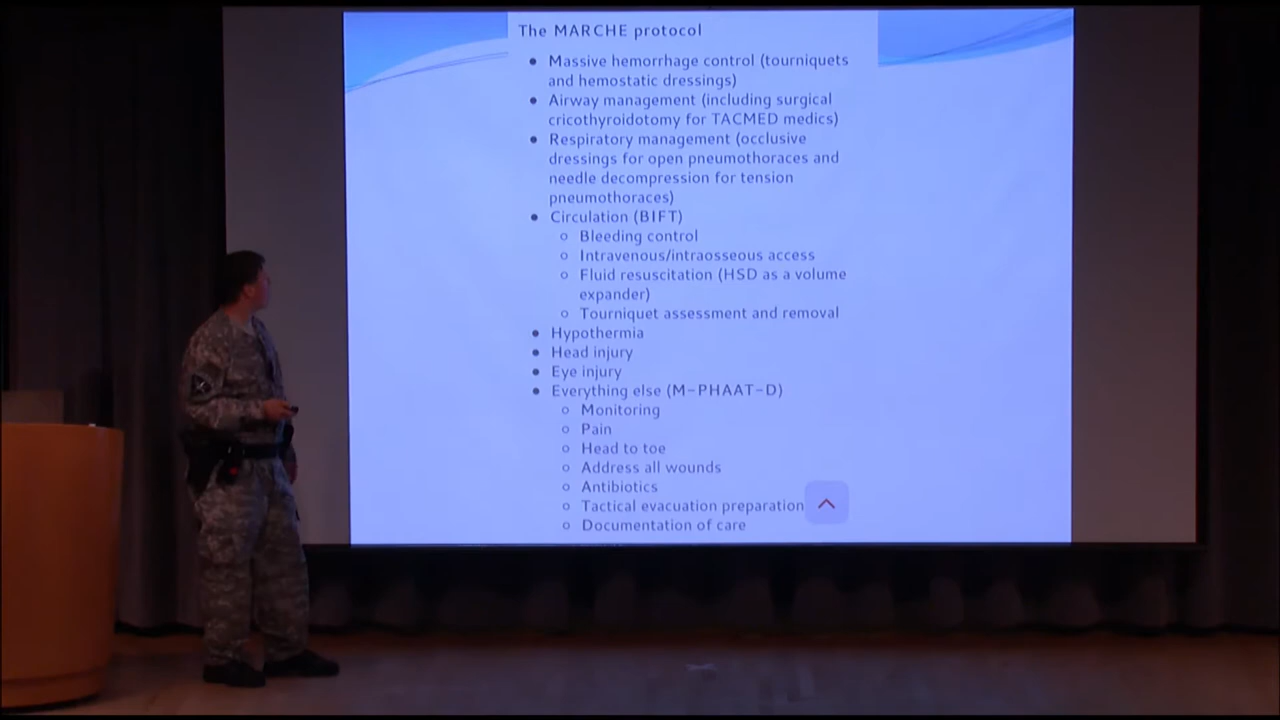 The MARCHE protocol
• Massive hemorrhage control (tourniquets
and hemostatic dressings)
• Airway management (including surgical
cricothyroidotomy for TACMED medics)
• Respiratory management (occlusive
dressings for open pneumothoraces and
needle decompression for tension
pneumothoraces)
• Circulation (BIFT)
○ Bleeding control
○ Intravenous/intraosseous access
○ Fluid resuscitation (HSD as a volume
expander)
○ Tourniquet assessment and removal
• Hypothermia
• Head injury
• Eye injury
• Everything else (M-PHAAT-D)
○ Monitoring
○ Pain
○ Head to toe
○ Address all wounds
○ Antibiotics
○ Tactical evacuation preparation
○ Documentation of care